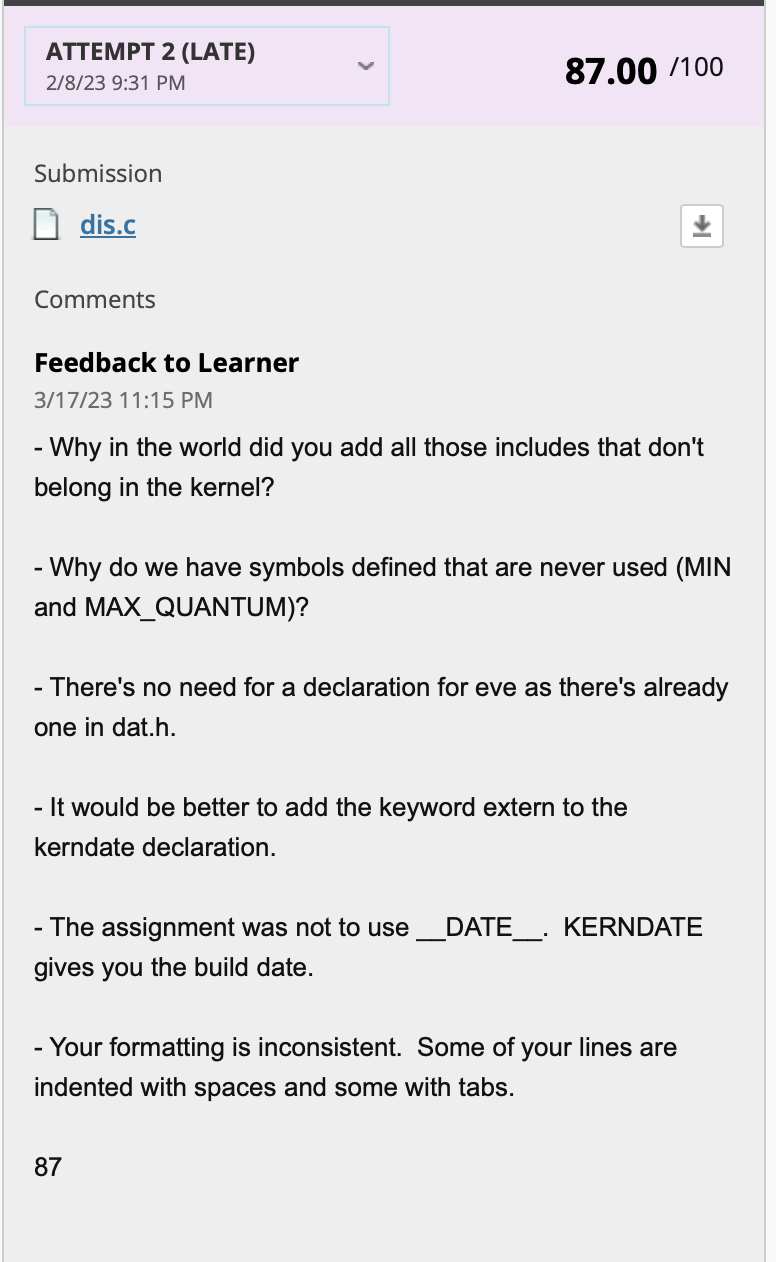 ATTEMPT 2 (LATE)
2/8/23 9:31 PM
87.00 /100
Submission
dis.c
Comments
Feedback to Learner
3/17/23 11:15 PM
- Why in the world did you add all those includes that don't
belong in the kernel?
- Why do we have symbols defined that are never used (MIN
and MAX_QUANTUM)?
- There's no need for a declaration for eve as there's already
one in dat.h.
- It would be better to add the keyword extern to the
kerndate declaration.
- The assignment was not to use __DATE__.  KERNDATE
gives you the build date.
- Your formatting is inconsistent.  Some of your lines are
indented with spaces and some with tabs.
87